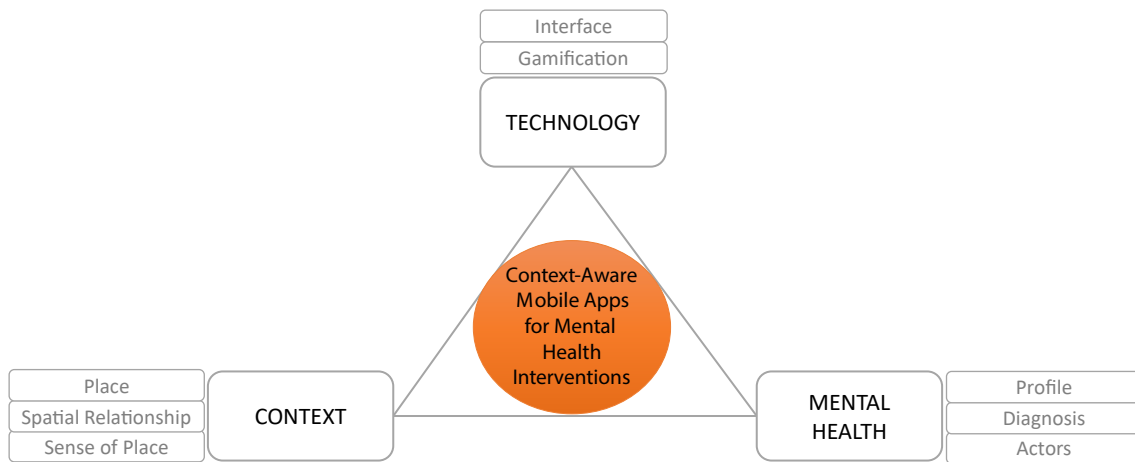 Interface
Gamification
TECHNOLOGY
Context-Aware
Mobile Apps
for Mental
Health
Interventions
Place
Spatial Relationship
Sense of Place
CONTEXT
MENTAL
HEALTH
Profile
Diagnosis
Actors